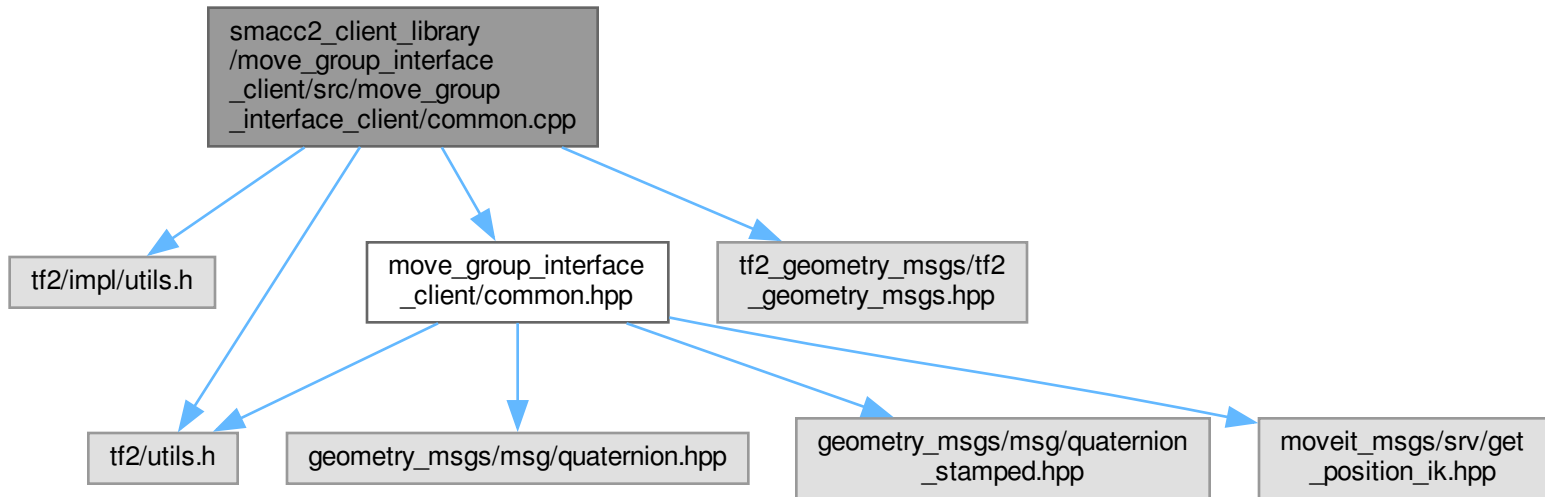 smacc2_client_library
/move_group_interface
_client/src/move_group
_interface_client/common.cpp
tf2/impl/utils.h
move_group_interface
_client/common.hpp
tf2_geometry_msgs/tf2
_geometry_msgs.hpp
tf2/utils.h
geometry_msgs/msg/quaternion.hpp
geometry_msgs/msg/quaternion
_stamped.hpp
moveit_msgs/srv/get
_position_ik.hpp